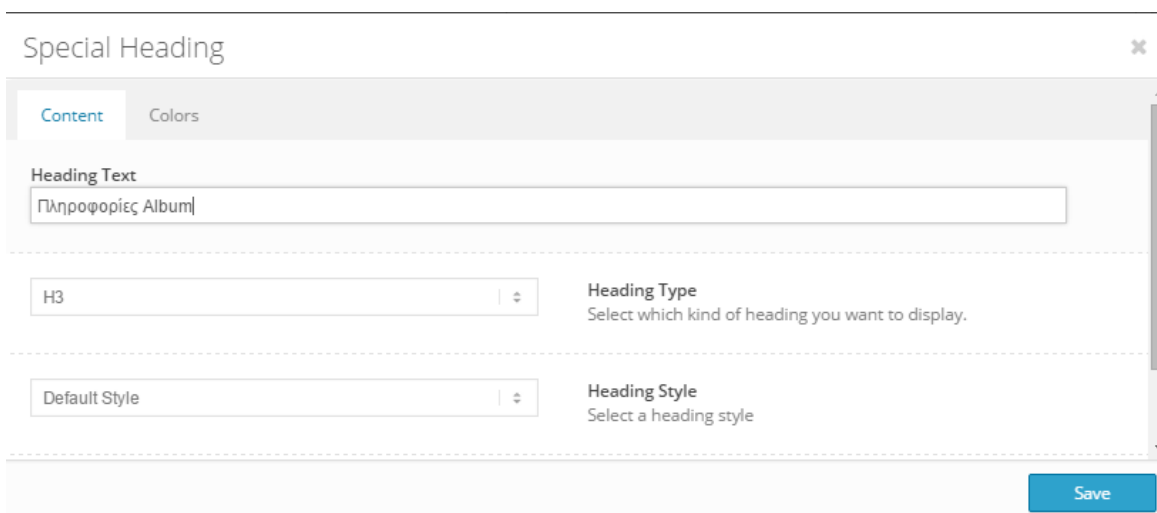 Special Heading
Content Colors
Heading Text
Πληροφορίες Album
H3
Heading Type
Select which kind of heading you want to display.
Default Style
Heading Style
Select a heading style
Save